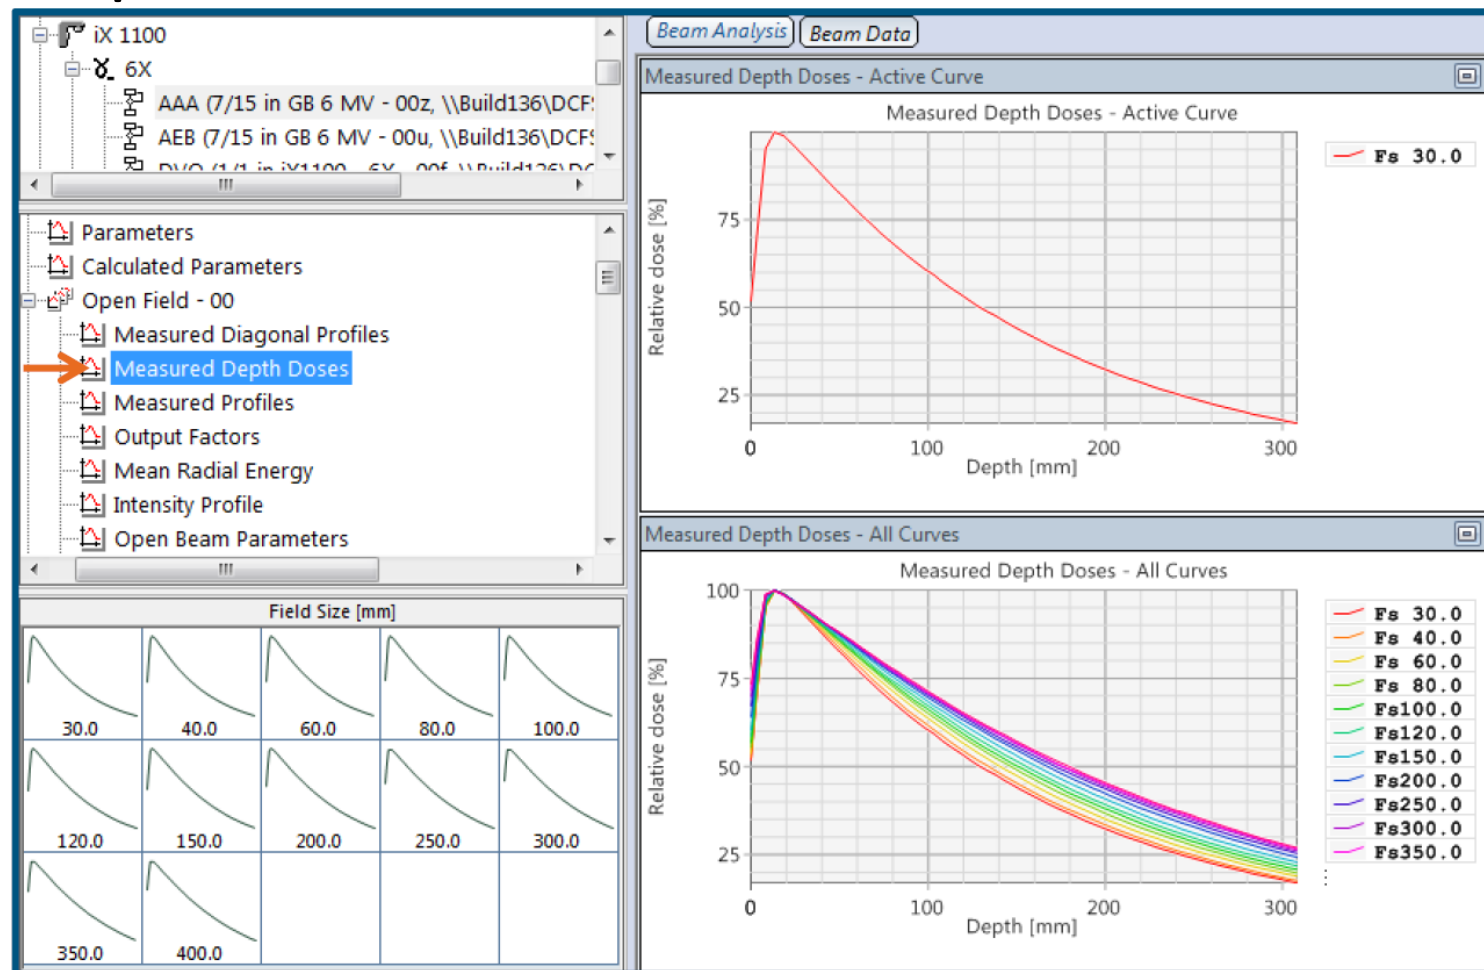 iX 1100
6X
AAA (7/15 in GB 6 MV - 00z, \\Build136\DCF
AEB (7/15 in GB 6 MV - 00u, \\Build136\DCF
Parameters
Calculated Parameters
Open Field - 00
Measured Diagonal Profiles
Measured Depth Doses
Measured Profiles
Output Factors
Mean Radial Energy
Intensity Profile
Open Beam Parameters
Field Size [mm]
30.0 40.0 60.0 80.0 100.0
120.0 150.0 200.0 250.0 300.0
350.0 400.0
Beam Analysis Beam Data
Measured Depth Doses - Active Curve
Measured Depth Doses - Active Curve
Relative dose [%]
75
50
25
0 100 200 300
Depth [mm]
Fs 30.0
Measured Depth Doses - All Curves
Measured Depth Doses - All Curves
Relative dose [%]
100
75
50
25
0 100 200 300
Depth [mm]
Fs 30.0
Fs 40.0
Fs 60.0
Fs 80.0
Fs100.0
Fs120.0
Fs150.0
Fs200.0
Fs250.0
Fs300.0
Fs350.0